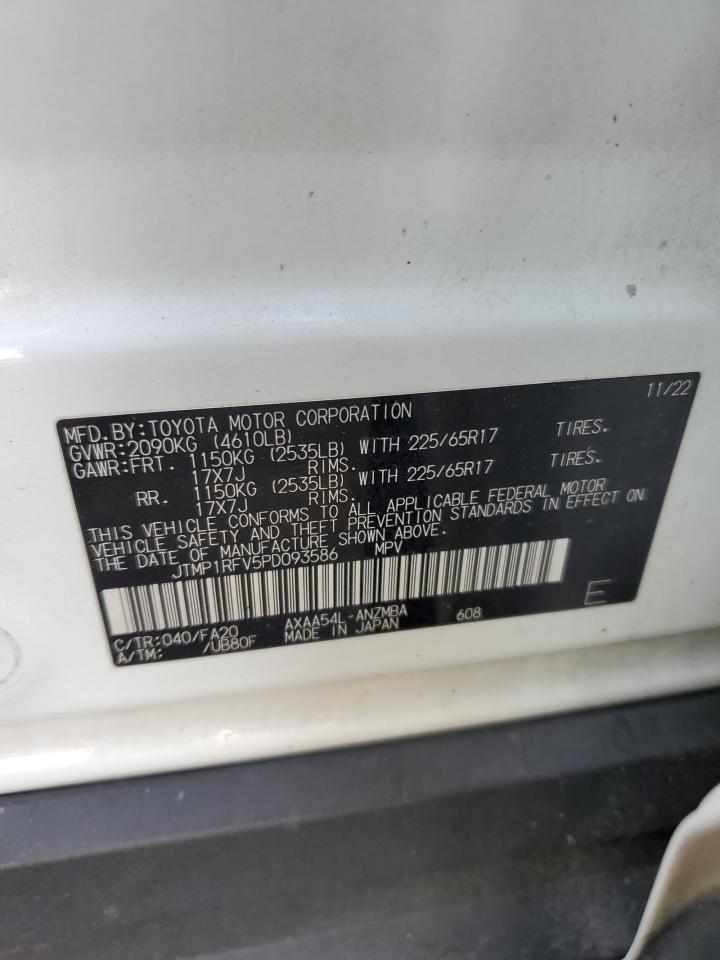 11/22
MFD.BY:TOYOTA MOTOR CORPORATION
GVWR:2090KG (4610LB)
GAWR:FRT. 1150KG (2535LB) WITH 225/65R17 TIRES.
17X7J RIMS.
RR. 1150KG (2535LB) WITH 225/65R17 TIRES.
17X7J RIMS.
THIS VEHICLE CONFORMS TO ALL APPLICABLE FEDERAL MOTOR
VEHICLE SAFETY AND THEFT PREVENTION STANDARDS IN EFFECT ON
THE DATE OF MANUFACTURE SHOWN ABOVE.
JTMP1RFV5PD093586 MPV
E
C/TR:040/FA20 AXAA54L-ANZMBA 608
A/TM: /UB80F MADE IN JAPAN